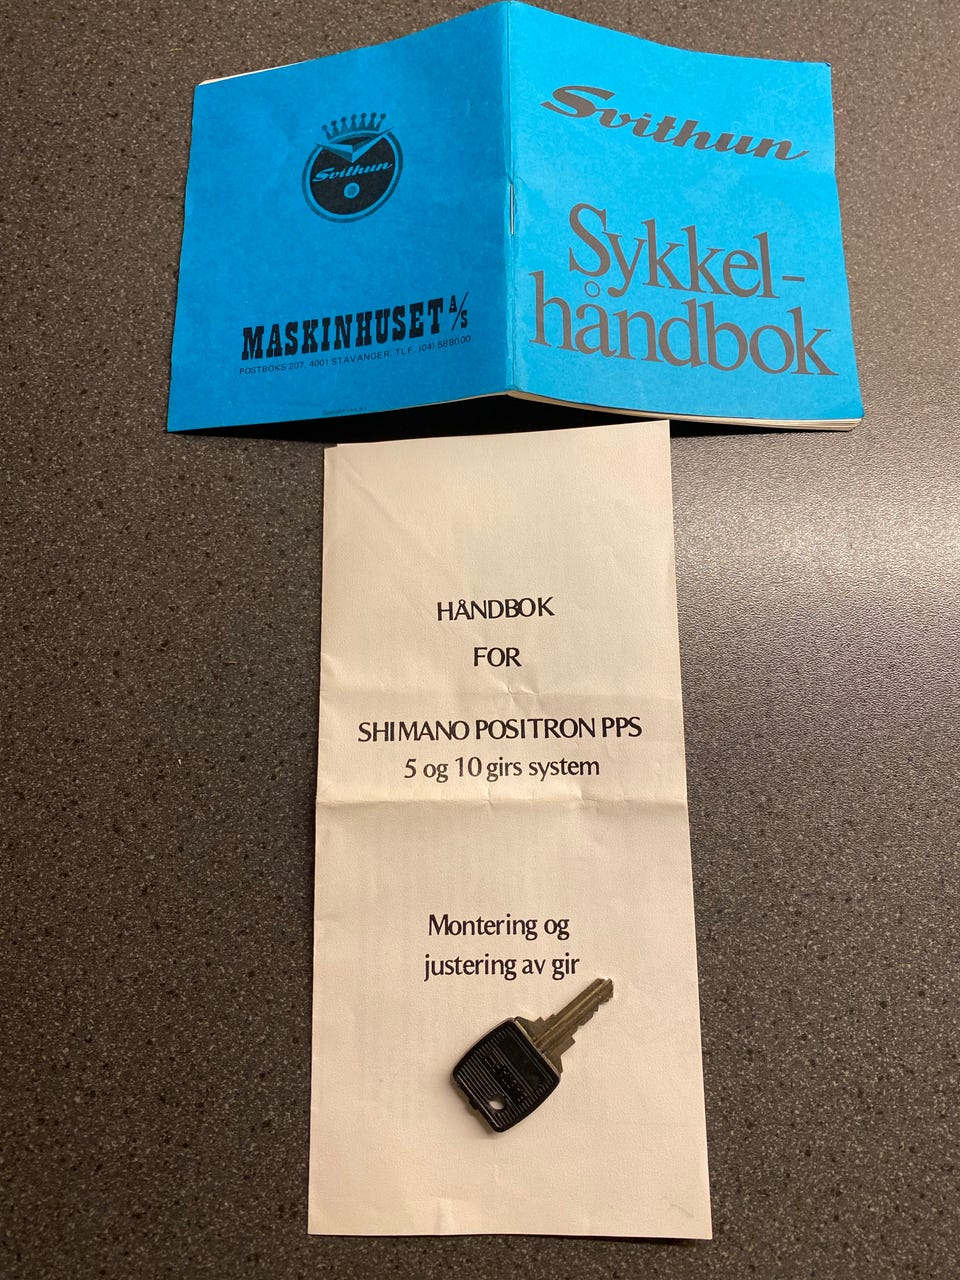 Svithun
MASKINHUSET A/S
POSTBOKS 207. 4001 STAVANGER. TLF. (04) 588000
Svithun
Sykkel-
håndbok
HÅNDBOK
FOR
SHIMANO POSITRON PPS
5 og 10 girs system
Montering og
justering av gir